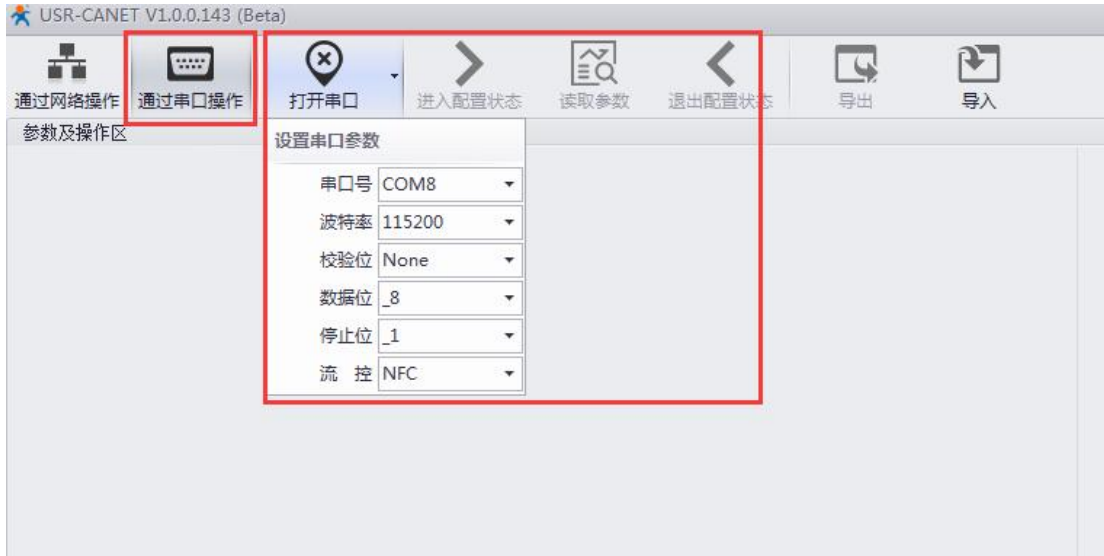 USR-CANET V1.0.0.143 (Beta)
通过网络操作 通过串口操作 打开串口 进入配置状态 读取参数 退出配置状态 导出 导入
参数及操作区
设置串口参数
串口号 COM8
波特率 115200
校验位 None
数据位 _8
停止位 _1
流 控 NFC